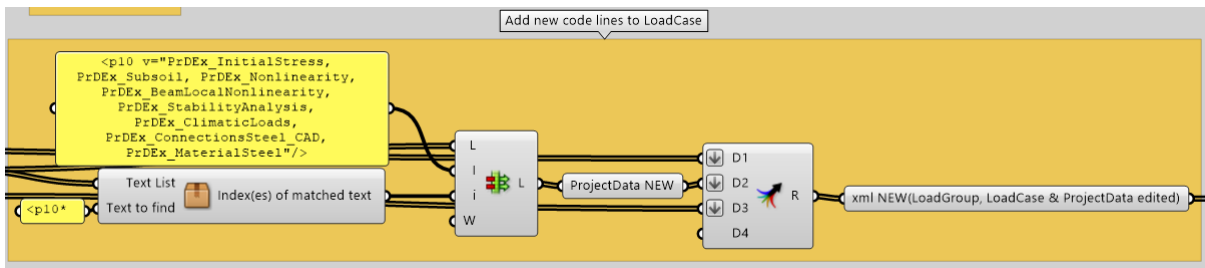 Add new code lines to LoadCase
<p10 v="PrDEx_InitialStress,
PrDEx_Subsoil, PrDEx_Nonlinearity,
PrDEx_BeamLocalNonlinearity,
PrDEx_StabilityAnalysis,
PrDEx_ClimaticLoads,
PrDEx_ConnectionsSteel_CAD,
PrDEx_MaterialSteel"/>
Text List
Text to find
Index(es) of matched text
<p10*
L
I
i
W
L
ProjectData NEW
D1
D2
D3
D4
R
xml NEW(LoadGroup, LoadCase & ProjectData edited)